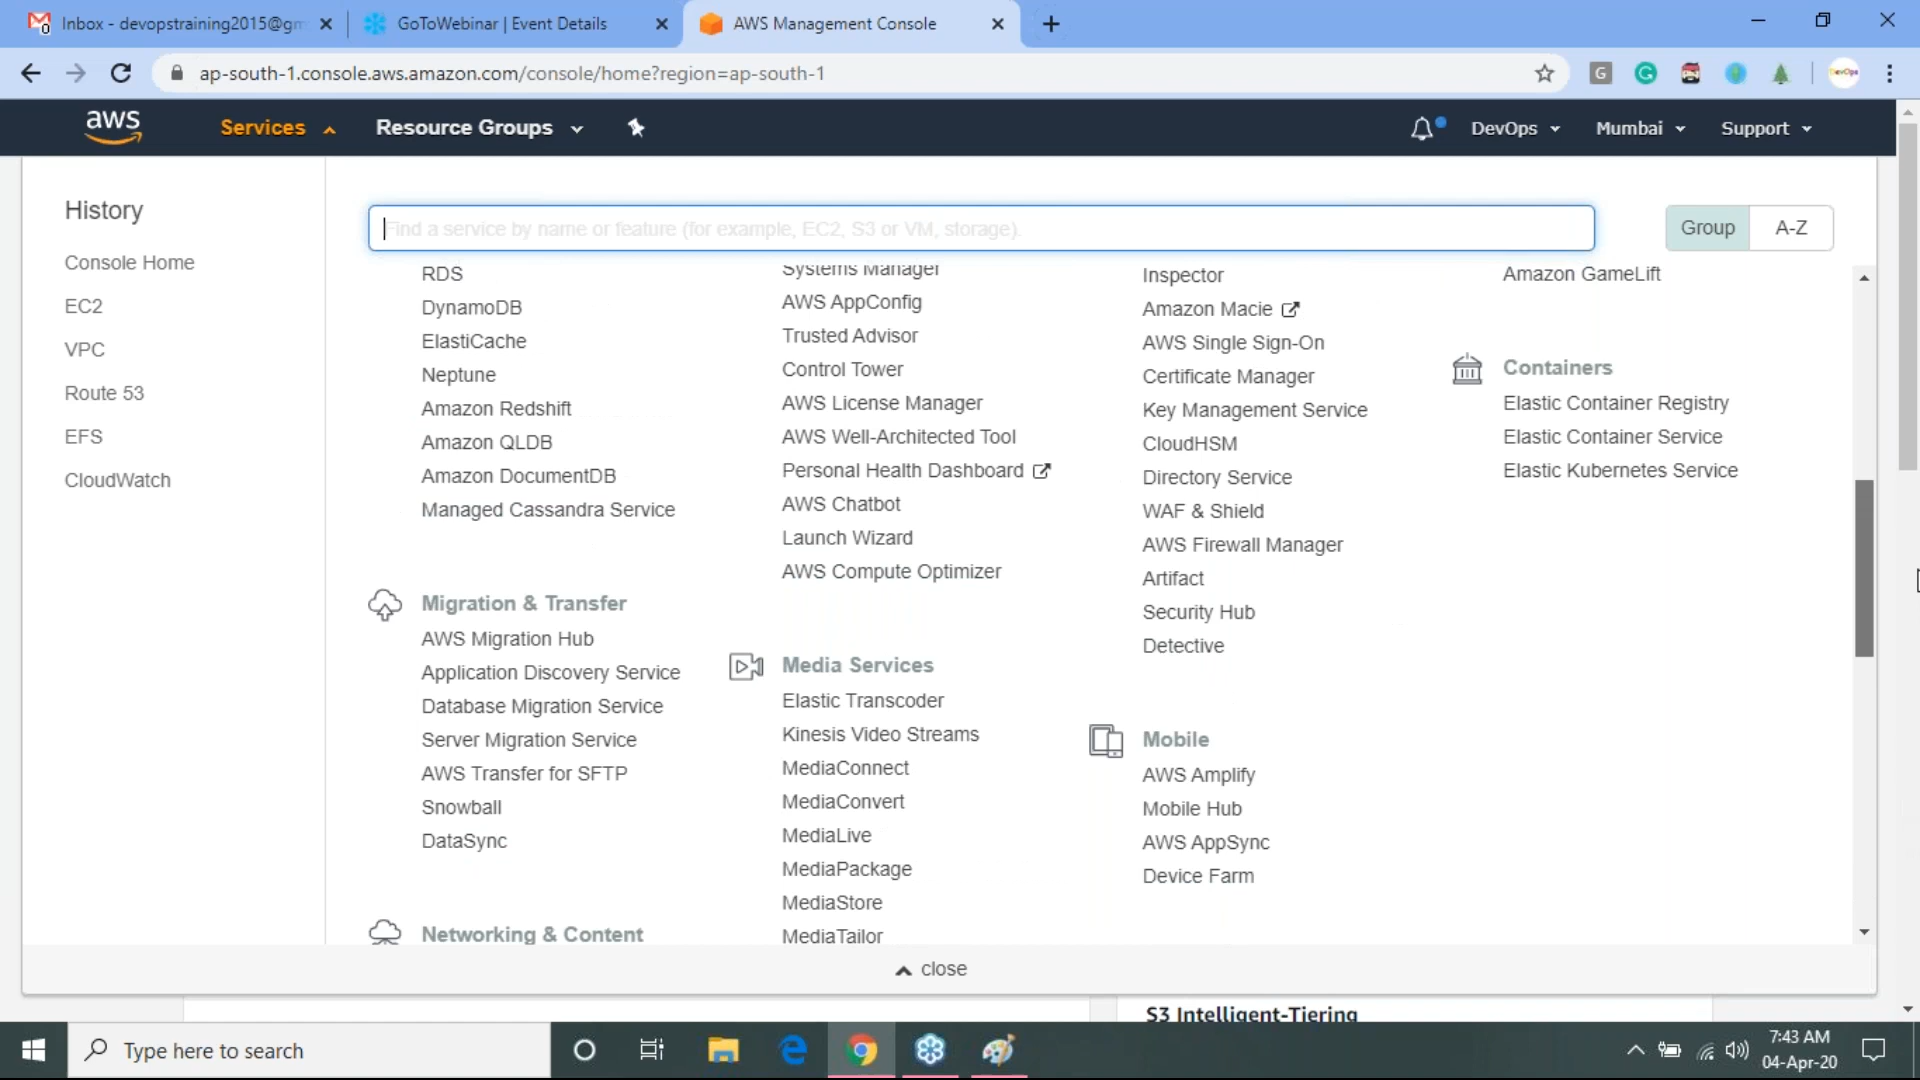 Inbox - devopstraining2015@gm
GoToWebinar | Event Details
AWS Management Console
ap-south-1.console.aws.amazon.com/console/home?region=ap-south-1
aws
Services
Resource Groups
DevOps
Mumbai
Support
History
Console Home
EC2
VPC
Route 53
EFS
CloudWatch
Find a service by name or feature (for example, EC2, S3 or VM, storage).
Group
A-Z
RDS
DynamoDB
ElastiCache
Neptune
Amazon Redshift
Amazon QLDB
Amazon DocumentDB
Managed Cassandra Service
Migration & Transfer
AWS Migration Hub
Application Discovery Service
Database Migration Service
Server Migration Service
AWS Transfer for SFTP
Snowball
DataSync
Networking & Content
Systems Manager
AWS AppConfig
Trusted Advisor
Control Tower
AWS License Manager
AWS Well-Architected Tool
Personal Health Dashboard
AWS Chatbot
Launch Wizard
AWS Compute Optimizer
Media Services
Elastic Transcoder
Kinesis Video Streams
MediaConnect
MediaConvert
MediaLive
MediaPackage
MediaStore
MediaTailor
Inspector
Amazon Macie
AWS Single Sign-On
Certificate Manager
Key Management Service
CloudHSM
Directory Service
WAF & Shield
AWS Firewall Manager
Artifact
Security Hub
Detective
Mobile
AWS Amplify
Mobile Hub
AWS AppSync
Device Farm
Amazon GameLift
Containers
Elastic Container Registry
Elastic Container Service
Elastic Kubernetes Service
close
S3 Intelligent-Tiering
Type here to search
7:43 AM
04-Apr-20